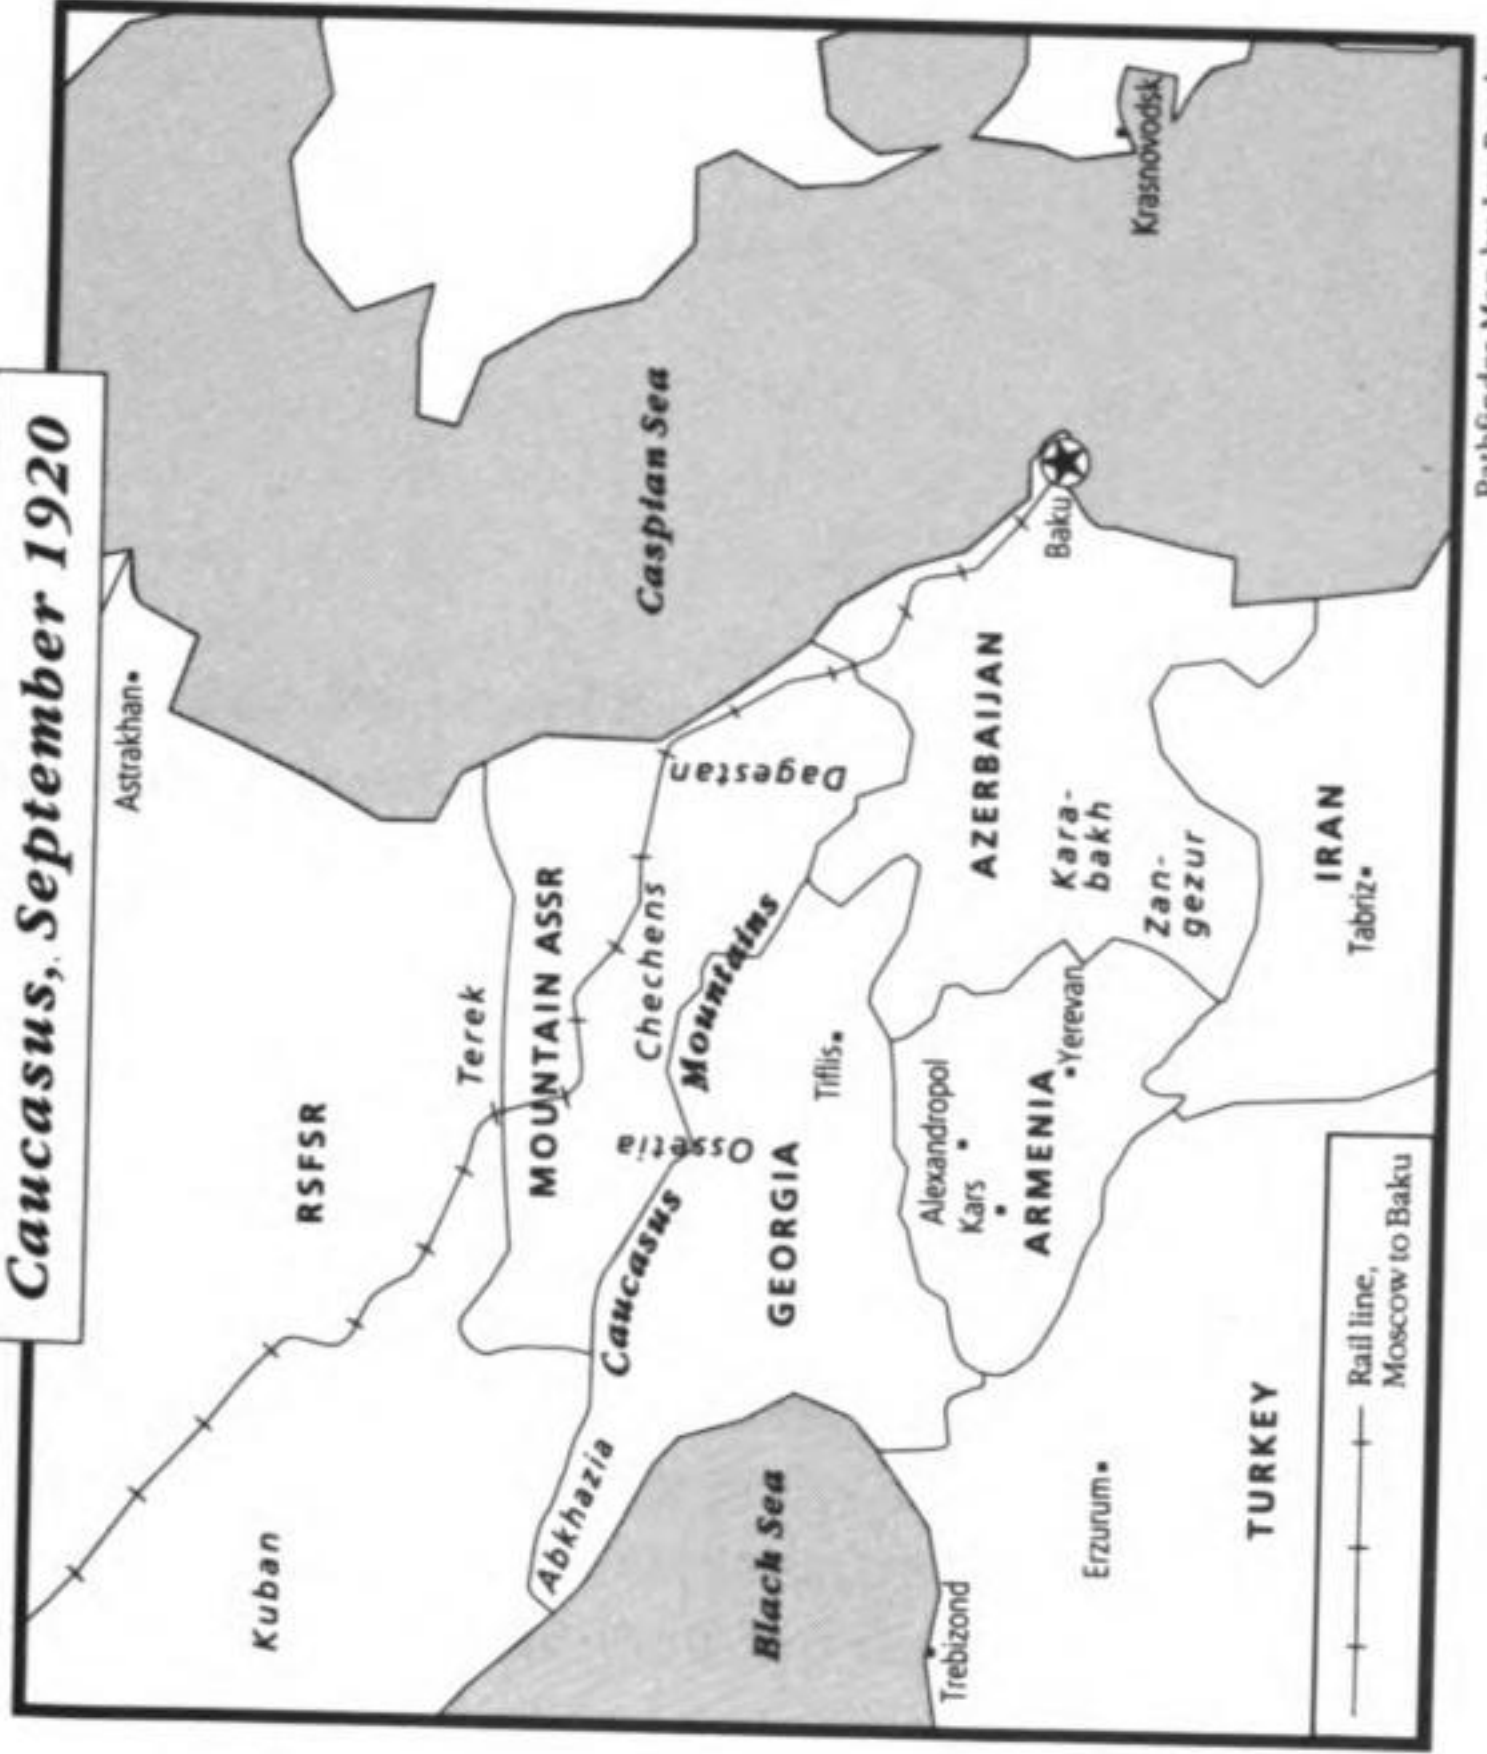 Caucasus, September 1920
Astrakhan
RSFSR
Kuban
Terek
MOUNTAIN ASSR
Chechens
Dagestan
Ossetia
Caucasus Mountains
Abkhazia
Caspian Sea
Black Sea
GEORGIA
Tiflis
AZERBAIJAN
Baku
Krasnovodsk
Kara-
bakh
Zan-
gezur
Alexandropol
Kars
ARMENIA
Yerevan
Trebizond
Erzurum
TURKEY
IRAN
Tabriz
Rail line,
Moscow to Baku